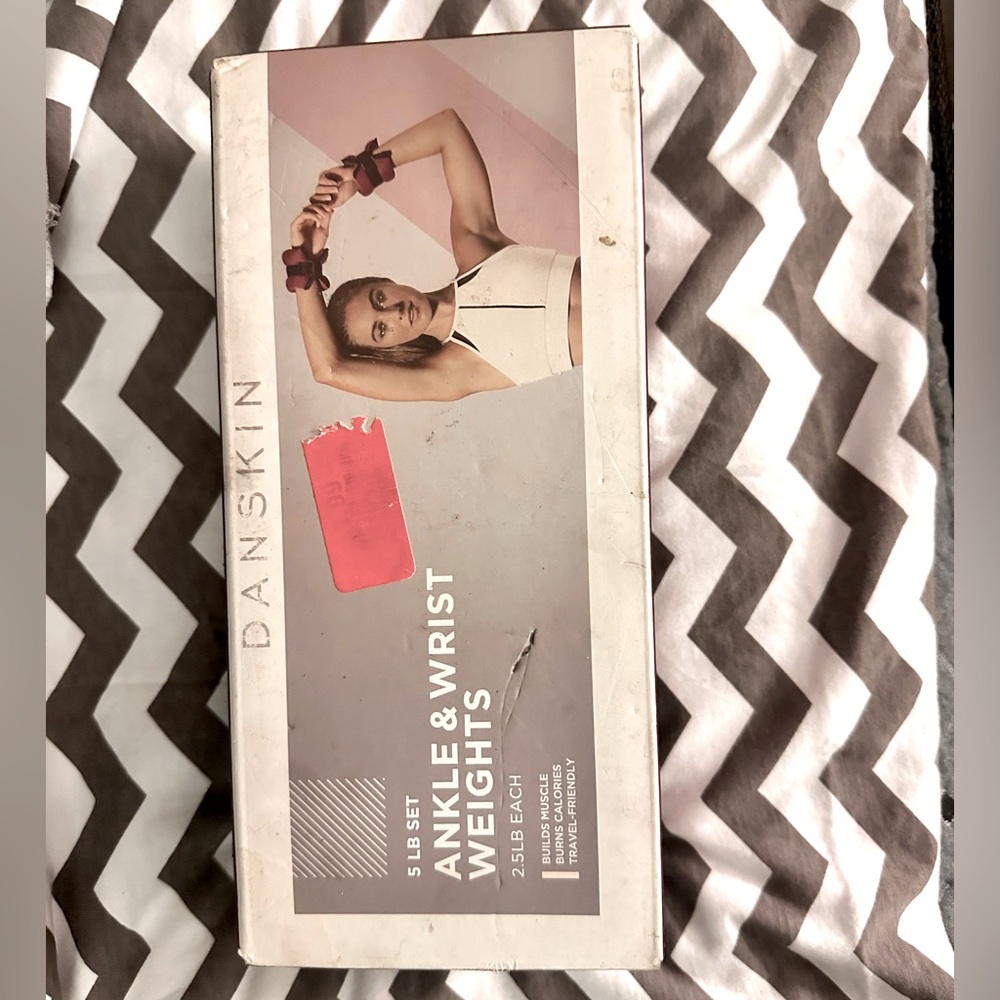 DANSKIN
5 LB SET
ANKLE & WRIST
WEIGHTS
2.5LB EACH
BUILDS MUSCLE
BURNS CALORIES
TRAVEL-FRIENDLY